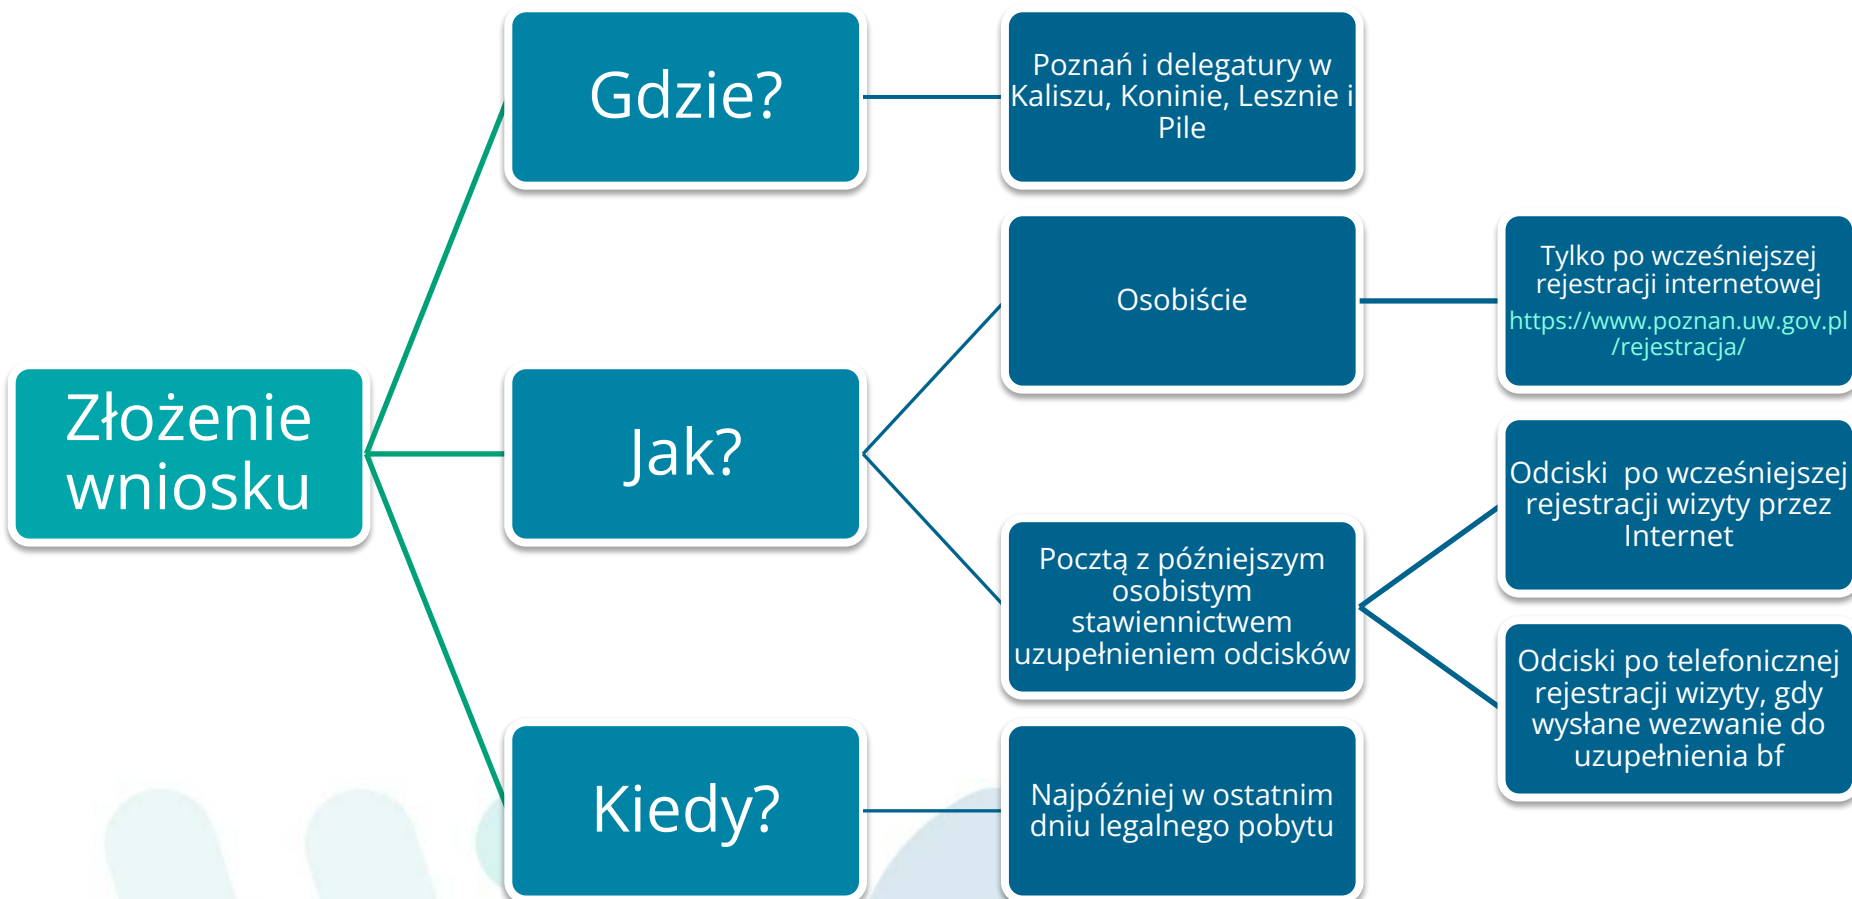 Złożenie
wniosku
Gdzie?
Poznań i delegatury w
Kaliszu, Koninie, Lesznie i
Pile
Jak?
Osobiście
Tylko po wcześniejszej
rejestracji internetowej
https://www.poznan.uw.gov.pl
/rejestracja/
Pocztą z późniejszym
osobistym
stawiennictwem
uzupełnieniem odcisków
Odciski  po wcześniejszej
rejestracji wizyty przez
Internet
Odciski po telefonicznej
rejestracji wizyty, gdy
wysłane wezwanie do
uzupełnienia bf
Kiedy?
Najpóźniej w ostatnim
dniu legalnego pobytu